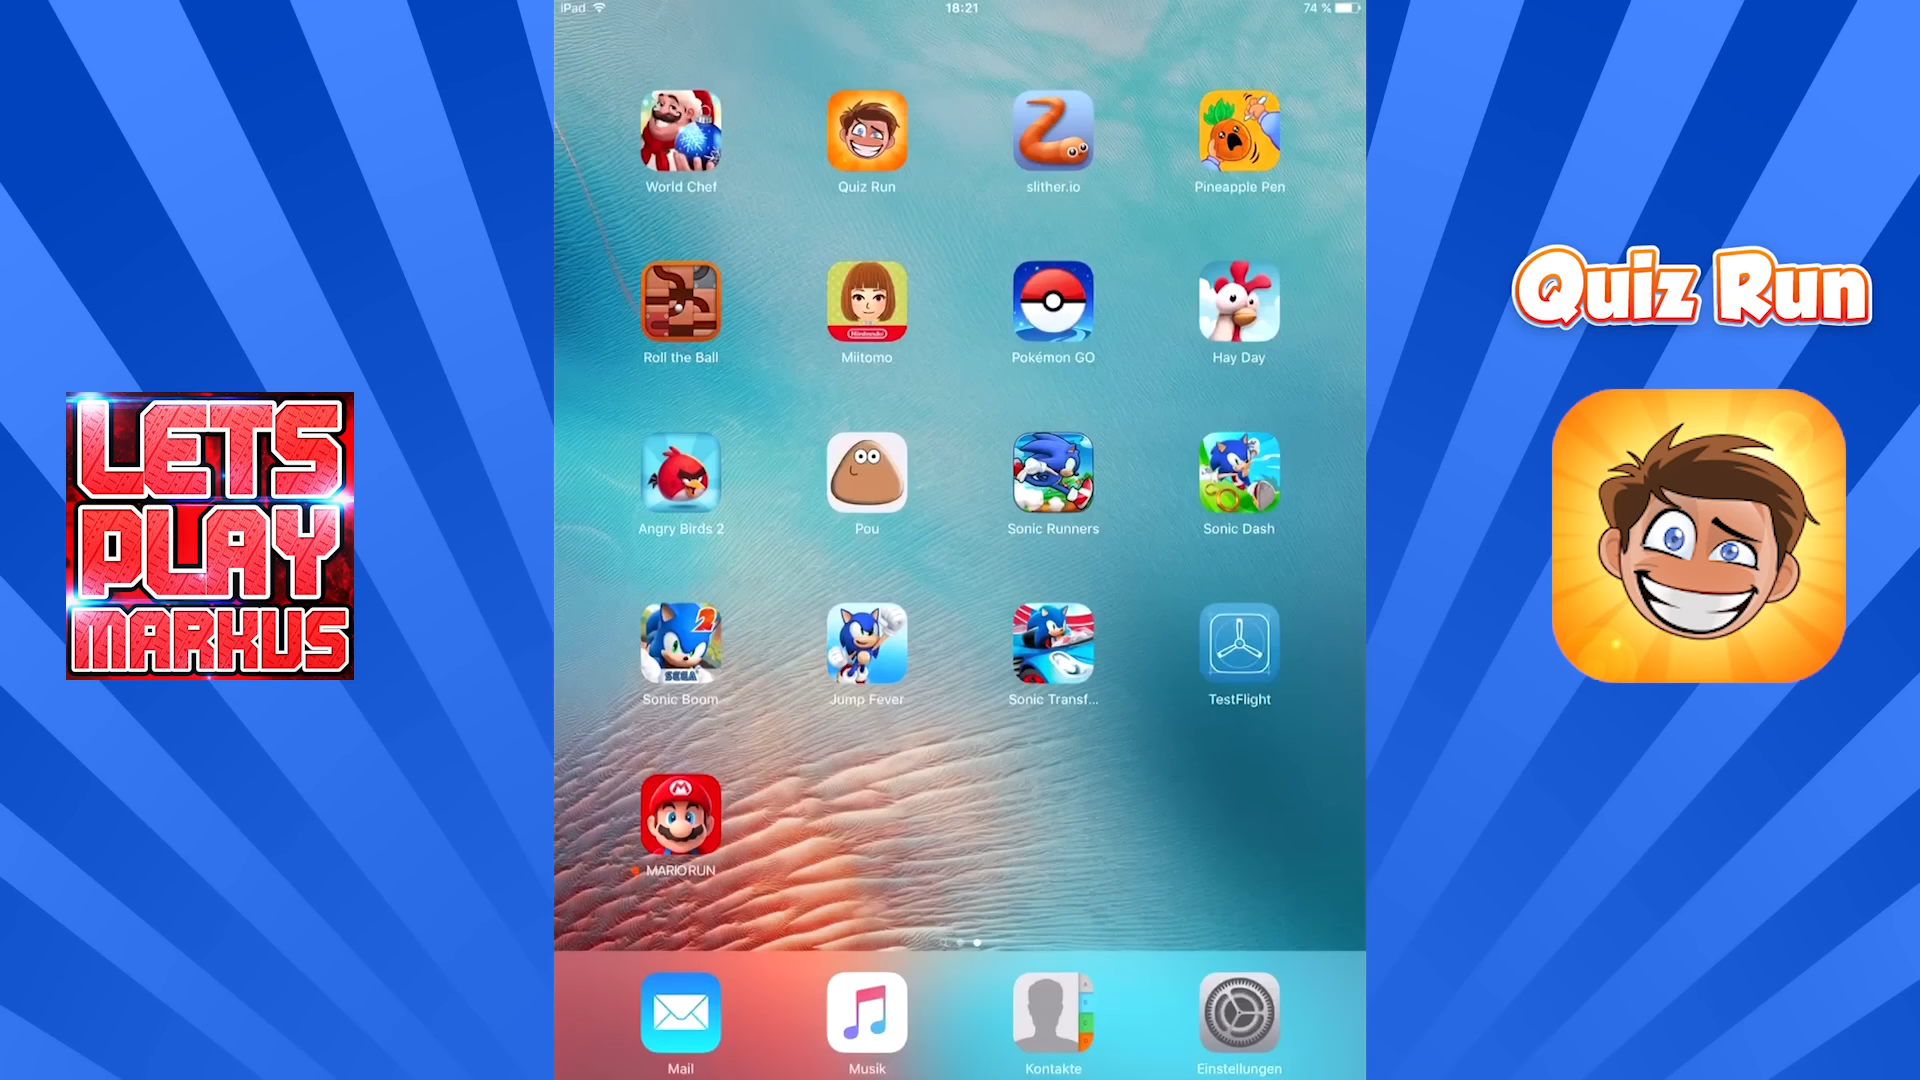 iPad
18:21
74 %
World Chef
Quiz Run
slither.io
Pineapple Pen
Nintendo
Roll the Ball
Miitomo
Pokémon GO
Hay Day
Quiz Run
LETS
PLAY
MARKUS
Angry Birds 2
Pou
Sonic Runners
Sonic Dash
2
SEGA
Sonic Boom
Jump Fever
Sonic Transf...
TestFlight
M
MARIO RUN
Mail
Musik
Kontakte
Einstellungen